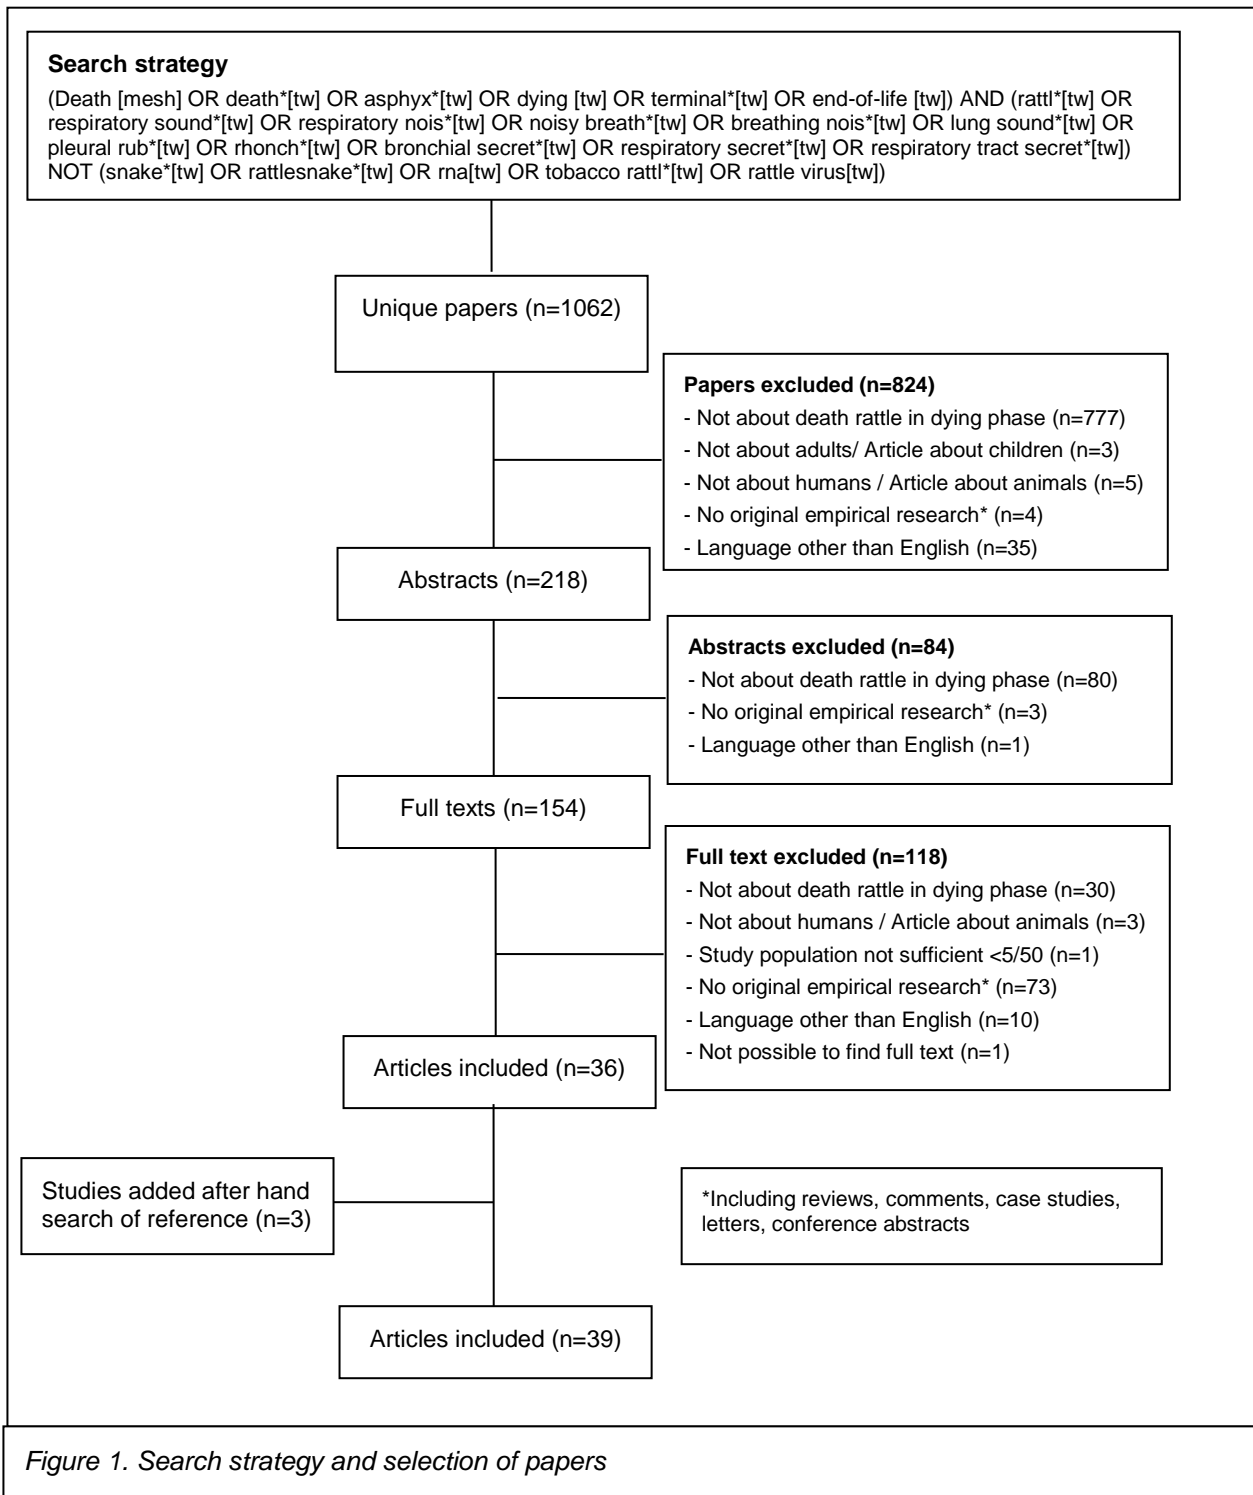 Search strategy
(Death [mesh] OR death*[tw] OR asphyx*[tw] OR dying [tw] OR terminal*[tw] OR end-of-life [tw]) AND (rattl*[tw] OR
respiratory sound*[tw] OR respiratory nois*[tw] OR noisy breath*[tw] OR breathing nois*[tw] OR lung sound*[tw] OR
pleural rub*[tw] OR rhonch*[tw] OR bronchial secret*[tw] OR respiratory secret*[tw] OR respiratory tract secret*[tw])
NOT (snake*[tw] OR rattlesnake*[tw] OR rna[tw] OR tobacco rattl*[tw] OR rattle virus[tw])
Unique papers (n=1062)
Papers excluded (n=824)
- Not about death rattle in dying phase (n=777)
- Not about adults/ Article about children (n=3)
- Not about humans / Article about animals (n=5)
- No original empirical research* (n=4)
- Language other than English (n=35)
Abstracts (n=218)
Abstracts excluded (n=84)
- Not about death rattle in dying phase (n=80)
- No original empirical research* (n=3)
- Language other than English (n=1)
Full texts (n=154)
Full text excluded (n=118)
- Not about death rattle in dying phase (n=30)
- Not about humans / Article about animals (n=3)
- Study population not sufficient <5/50 (n=1)
- No original empirical research* (n=73)
- Language other than English (n=10)
- Not possible to find full text (n=1)
Articles included (n=36)
Studies added after hand
search of reference (n=3)
*Including reviews, comments, case studies,
letters, conference abstracts
Articles included (n=39)
Figure 1. Search strategy and selection of papers